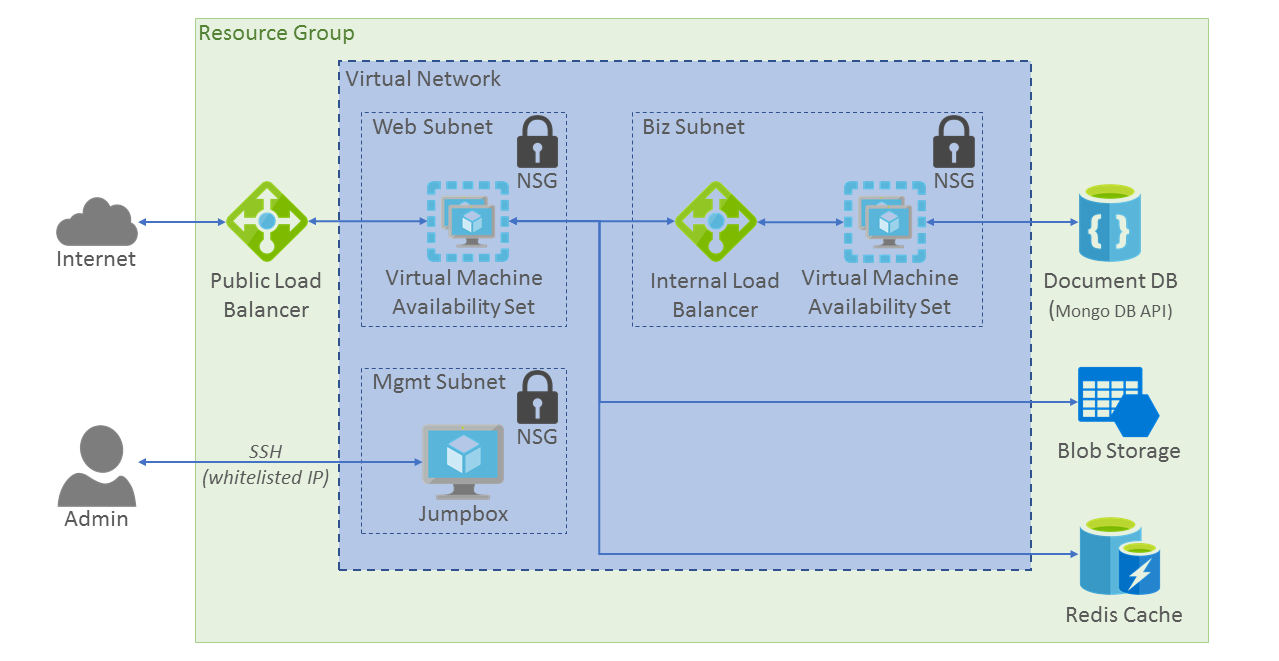 Resource Group
Virtual Network
Web Subnet
NSG
Biz Subnet
NSG
Internet
Public Load
Balancer
Virtual Machine
Availability Set
Internal Load
Balancer
Virtual Machine
Availability Set
Document DB
(Mongo DB API)
Mgmt Subnet
NSG
SSH
(whitelisted IP)
Admin
Jumpbox
Blob Storage
Redis Cache